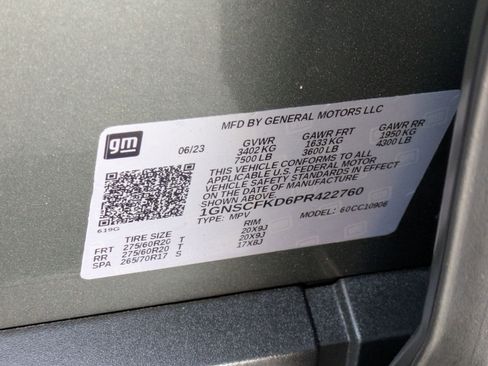 gm
MFD BY GENERAL MOTORS LLC
06/23 GVWR GAWR FRT GAWR RR
3402 KG 1633 KG 1950 KG
7500 LB 3600 LB 4300 LB
THIS VEHICLE CONFORMS TO ALL
APPLICABLE U.S. FEDERAL MOTOR
VEHICLE SAFETY STANDARDS IN EFFECT
ON THE DATE OF MANUFACTURE
SHOWN ABOVE.
1GNSCFKD6PR422760
619G TYPE: MPV MODEL: 60CC10906
TIRE SIZE RIM
FRT 275/60R20 T 20X9J
RR 275/60R20 T 20X9J
SPA 265/70R17 S 17X8J